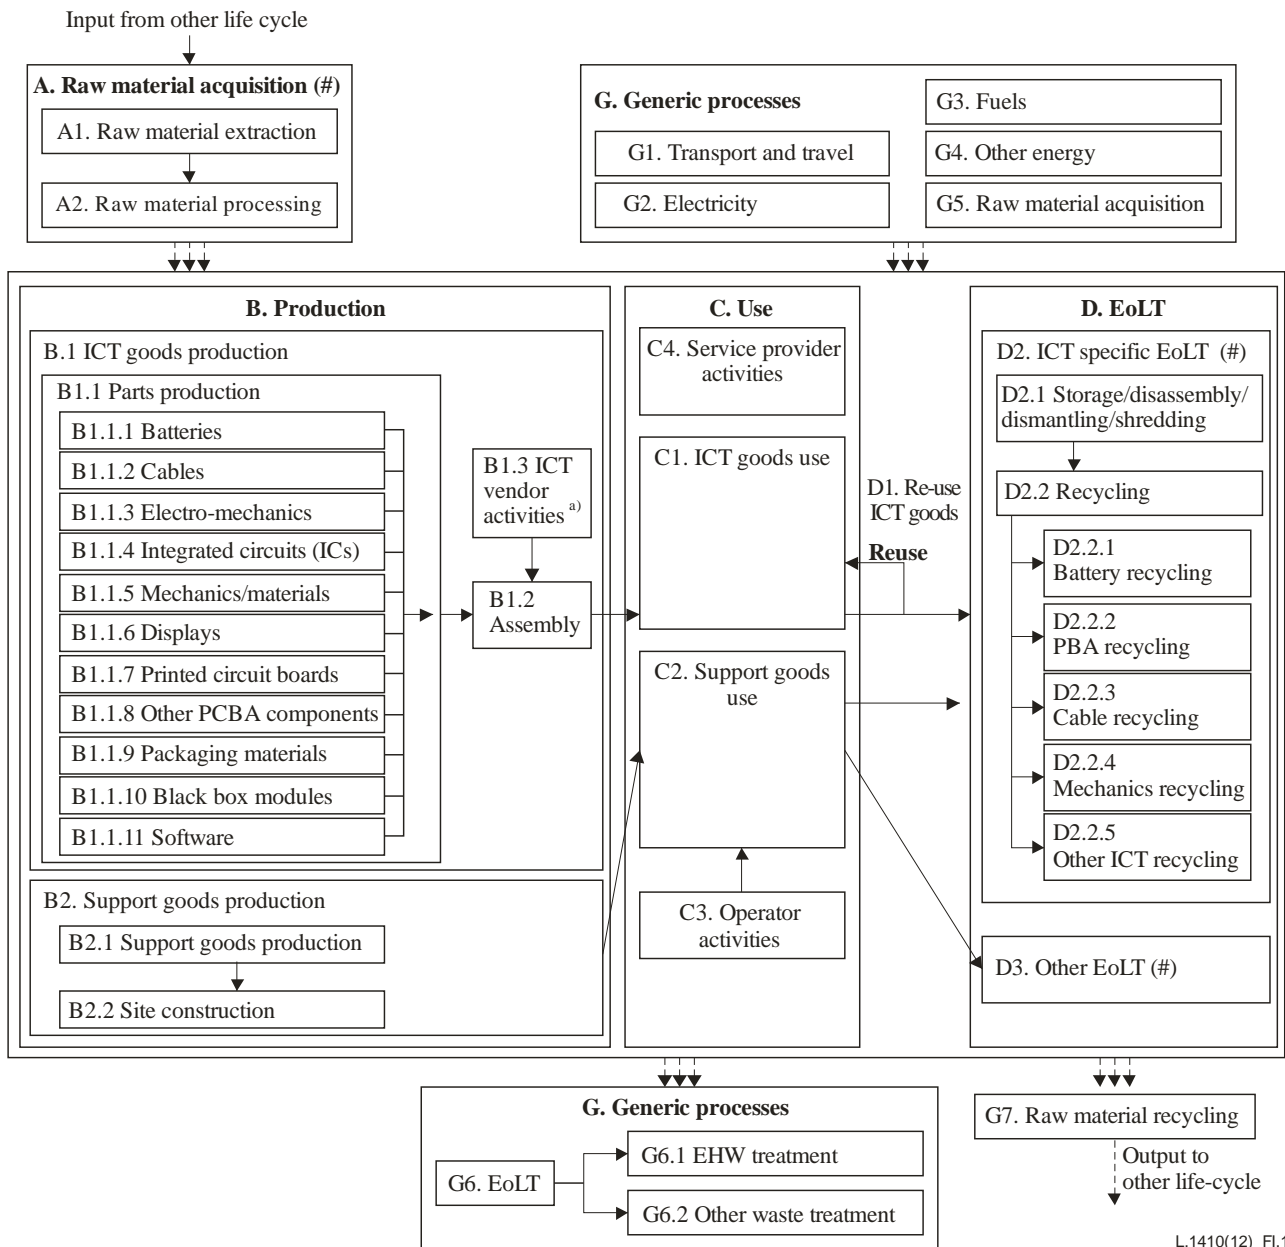 Input from other life cycle
A. Raw material acquisition (#)
A1. Raw material extraction
A2. Raw material processing
G. Generic processes
G1. Transport and travel
G2. Electricity
G3. Fuels
G4. Other energy
G5. Raw material acquisition
B. Production
B.1 ICT goods production
B1.1 Parts production
B1.1.1 Batteries
B1.1.2 Cables
B1.1.3 Electro-mechanics
B1.1.4 Integrated circuits (ICs)
B1.1.5 Mechanics/materials
B1.1.6 Displays
B1.1.7 Printed circuit boards
B1.1.8 Other PCBA components
B1.1.9 Packaging materials
B1.1.10 Black box modules
B1.1.11 Software
B1.3 ICT
vendor
activities a)
B1.2
Assembly
B2. Support goods production
B2.1 Support goods production
B2.2 Site construction
C. Use
C4. Service provider
activities
C1. ICT goods use
C2. Support goods
use
C3. Operator
activities
D1. Re-use
ICT goods
Reuse
D. EoLT
D2. ICT specific EoLT (#)
D2.1 Storage/disassembly/
dismantling/shredding
D2.2 Recycling
D2.2.1
Battery recycling
D2.2.2
PBA recycling
D2.2.3
Cable recycling
D2.2.4
Mechanics recycling
D2.2.5
Other ICT recycling
D3. Other EoLT (#)
G. Generic processes
G6. EoLT
G6.1 EHW treatment
G6.2 Other waste treatment
G7. Raw material recycling
Output to
other life-cycle